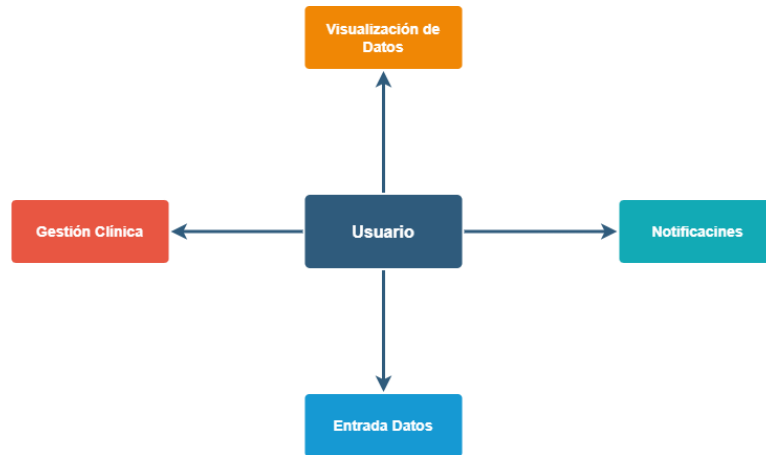 Visualización de
Datos
Gestión Clínica
Usuario
Notificacines
Entrada Datos